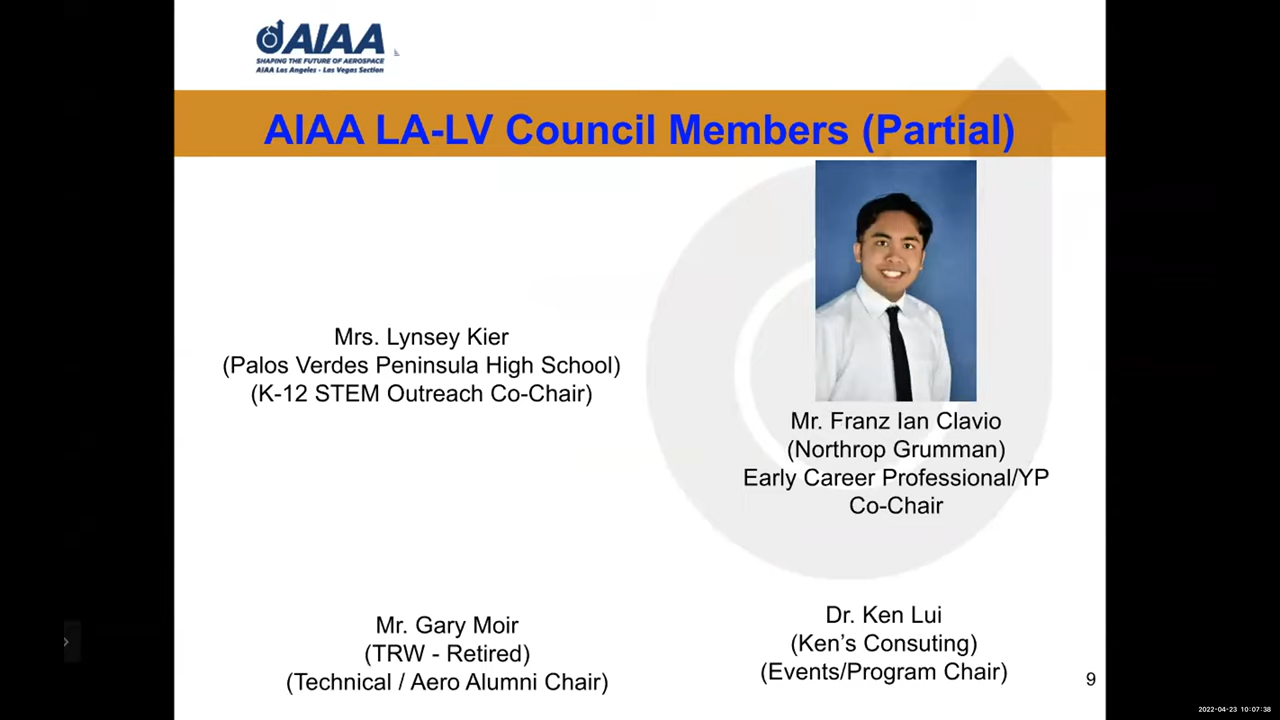 AIAA
SHAPING THE FUTURE OF AEROSPACE
AIAA Los Angeles - Las Vegas Section
AIAA LA-LV Council Members (Partial)
Mrs. Lynsey Kier
(Palos Verdes Peninsula High School)
(K-12 STEM Outreach Co-Chair)
Mr. Franz Ian Clavio
(Northrop Grumman)
Early Career Professional/YP
Co-Chair
Mr. Gary Moir
(TRW - Retired)
(Technical / Aero Alumni Chair)
Dr. Ken Lui
(Ken's Consuting)
(Events/Program Chair)
9
2022-04-23 10:07:38